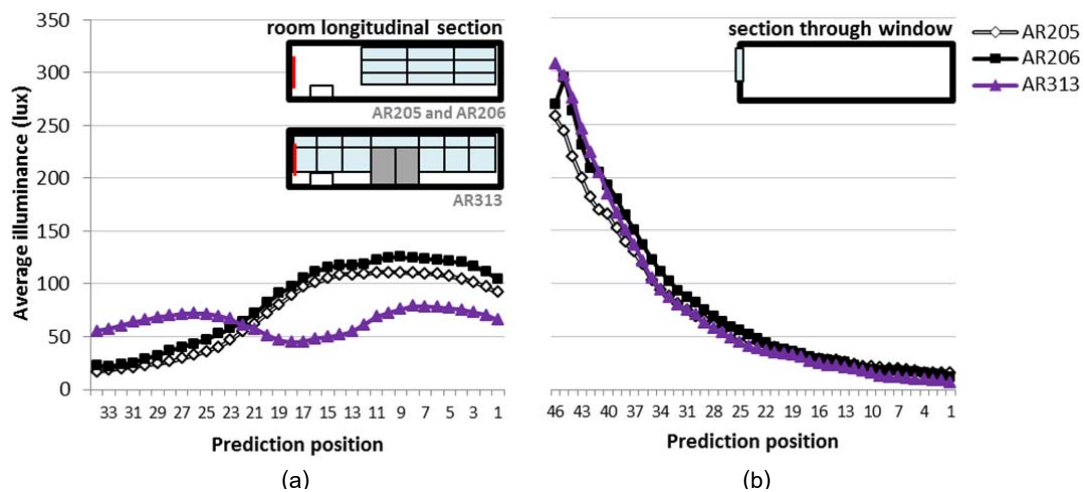 350
300
250
200
150
100
50
0
Average illuminance (lux)
room longitudinal section
AR205 and AR206
AR313
33 31 29 27 25 23 21 19 17 15 13 11 9 7 5 3 1
Prediction position
(a)
section through window
AR205
AR206
AR313
46 43 40 37 34 31 28 25 22 19 16 13 10 7 4 1
Prediction position
(b)